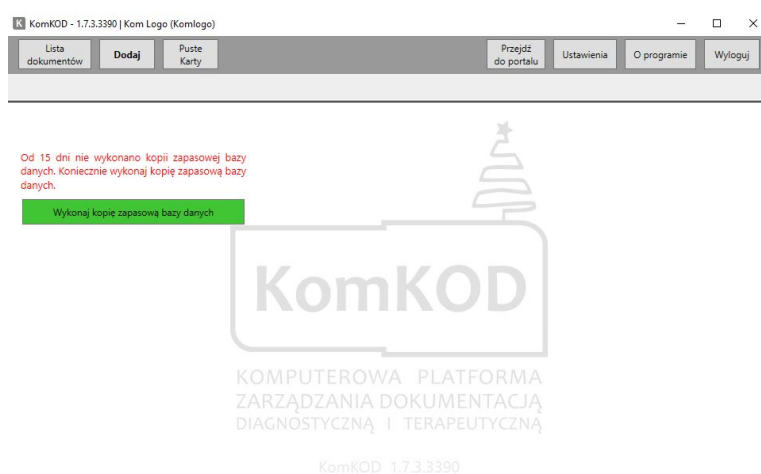 K KomKOD - 1.7.3.3390 | Kom Logo (Komlogo)
Lista
dokumentów
Dodaj
Puste
Karty
Przejdź
do portalu
Ustawienia
O programie
Wyloguj
Od 15 dni nie wykonano kopii zapasowej bazy
danych. Koniecznie wykonaj kopię zapasową bazy
danych.
Wykonaj kopię zapasową bazy danych
KomKOD
KOMPUTEROWA PLATFORMA
ZARZĄDZANIA DOKUMENTACJĄ
DIAGNOSTYCZNĄ I TERAPEUTYCZNĄ
KomKOD 1.7.3.3390